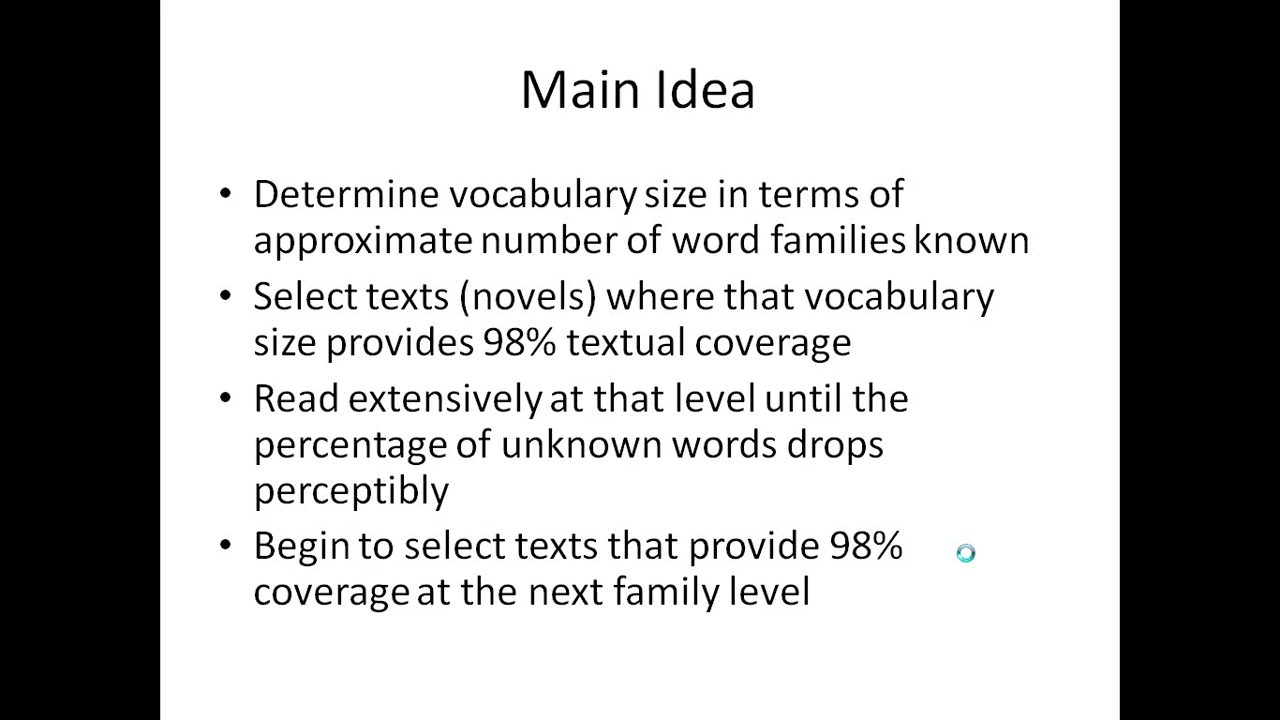 Main Idea
• Determine vocabulary size in terms of
approximate number of word families known
• Select texts (novels) where that vocabulary
size provides 98% textual coverage
• Read extensively at that level until the
percentage of unknown words drops
perceptibly
• Begin to select texts that provide 98%
coverage at the next family level